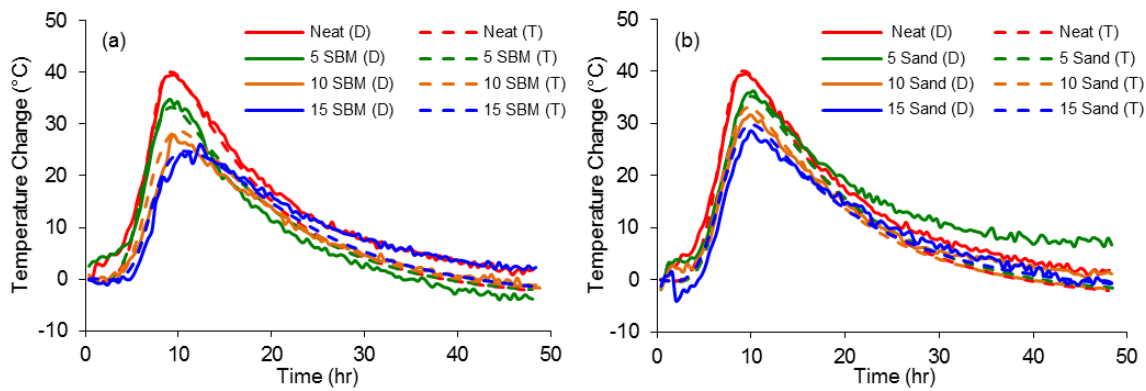 (a)
Neat (D) Neat (T)
5 SBM (D) 5 SBM (T)
10 SBM (D) 10 SBM (T)
15 SBM (D) 15 SBM (T)
Temperature Change (°C)
50
40
30
20
10
0
-10
0 10 20 30 40 50
Time (hr)
(b)
Neat (D) Neat (T)
5 Sand (D) 5 Sand (T)
10 Sand (D) 10 Sand (T)
15 Sand (D) 15 Sand (T)
Temperature Change (°C)
50
40
30
20
10
0
-10
0 10 20 30 40 50
Time (hr)